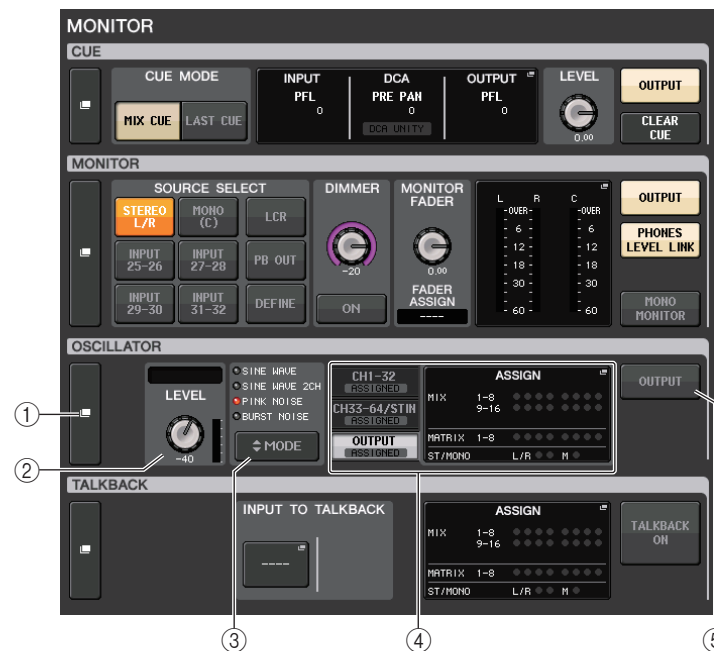 MONITOR
CUE
CUE MODE
MIX CUE
LAST CUE
INPUT
PFL
0
DCA
PRE PAN
0
DCA UNITY
OUTPUT
PFL
0
LEVEL
0.00
OUTPUT
CLEAR
CUE
MONITOR
SOURCE SELECT
STEREO
L/R
MONO
(C)
LCR
INPUT
25-26
INPUT
27-28
PB OUT
INPUT
29-30
INPUT
31-32
DEFINE
DIMMER
-20
ON
MONITOR
FADER
0.00
FADER
ASSIGN
----
L R C
-OVER- -OVER
- 6 - - 6
- 12 - - 12
- 18 - - 18
- 30 - - 30
- 60 - - 60
OUTPUT
PHONES
LEVEL LINK
MONO
MONITOR
OSCILLATOR
LEVEL
-40
SINE WAVE
SINE WAVE 2CH
PINK NOISE
BURST NOISE
MODE
CH1-32
ASSIGNED
CH33-64/STIN
ASSIGNED
OUTPUT
ASSIGNED
ASSIGN
MIX 1-8
9-16
MATRIX 1-8
ST/MONO L/R M
OUTPUT
TALKBACK
INPUT TO TALKBACK
----
ASSIGN
MIX 1-8
9-16
MATRIX 1-8
ST/MONO L/R M
TALKBACK
ON
①
②
③
④
⑤